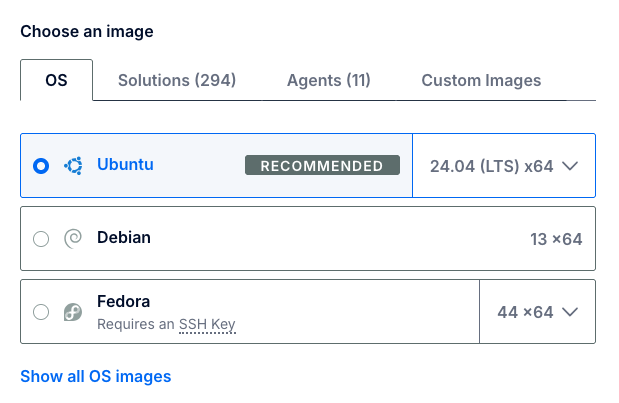 Choose an image
OS
Solutions (294)
Agents (11)
Custom Images
Ubuntu
RECOMMENDED
24.04 (LTS) x64
Debian
13 x64
Fedora
Requires an SSH Key
44 x64
Show all OS images